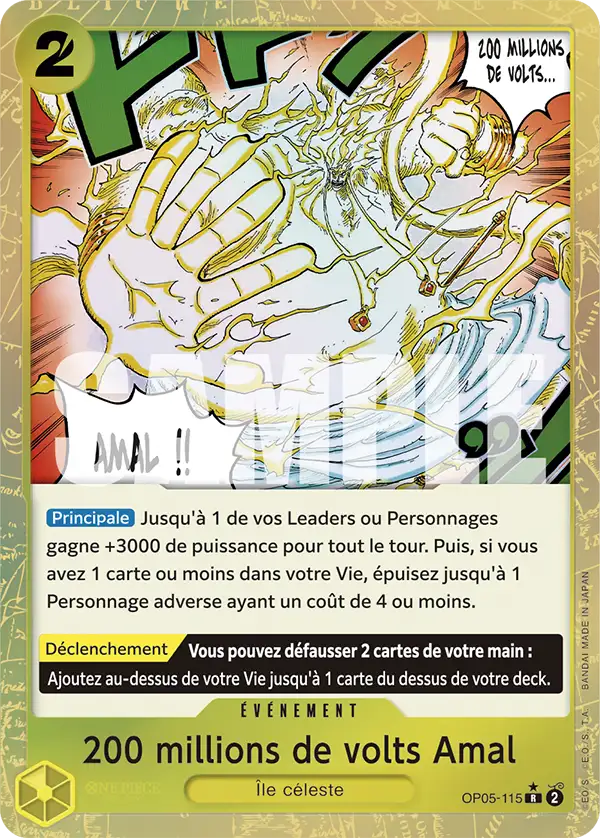 2
200 MILLIONS
DE VOLTS...
AMAL !!
SAMPLE
Principale Jusqu'à 1 de vos Leaders ou Personnages
gagne +3000 de puissance pour tout le tour. Puis, si vous
avez 1 carte ou moins dans votre Vie, épuisez jusqu'à 1
Personnage adverse ayant un coût de 4 ou moins.
Déclenchement Vous pouvez défausser 2 cartes de votre main :
Ajoutez au-dessus de votre Vie jusqu'à 1 carte du dessus de votre deck.
ÉVÉNEMENT
200 millions de volts Amal
Île céleste
ONE PIECE
OP05-115 R 2
©E.O./S. ©E.O./S., T.A. BANDAI MADE IN JAPAN